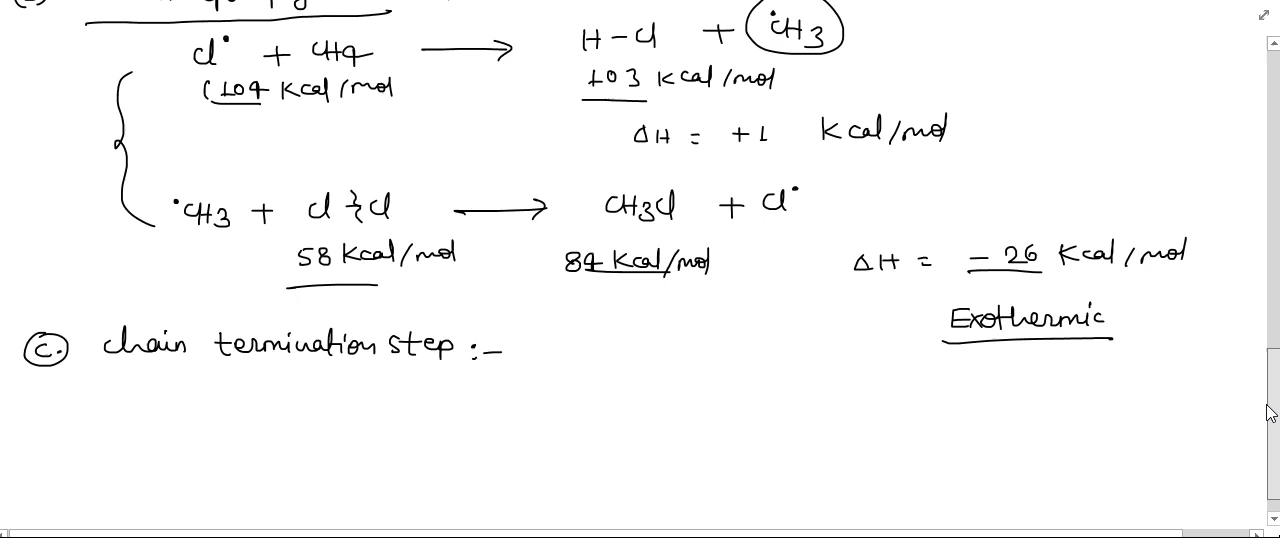 Cl• + CH4 ⟶ H-Cl + •CH3
(104 Kcal/mol 103 Kcal/mol
ΔH = +1 Kcal/mol
•CH3 + Cl Cl ⟶ CH3Cl + Cl•
58 Kcal/mol 84 Kcal/mol ΔH = - 26 Kcal/mol
Exothermic
C. Chain termination step :-